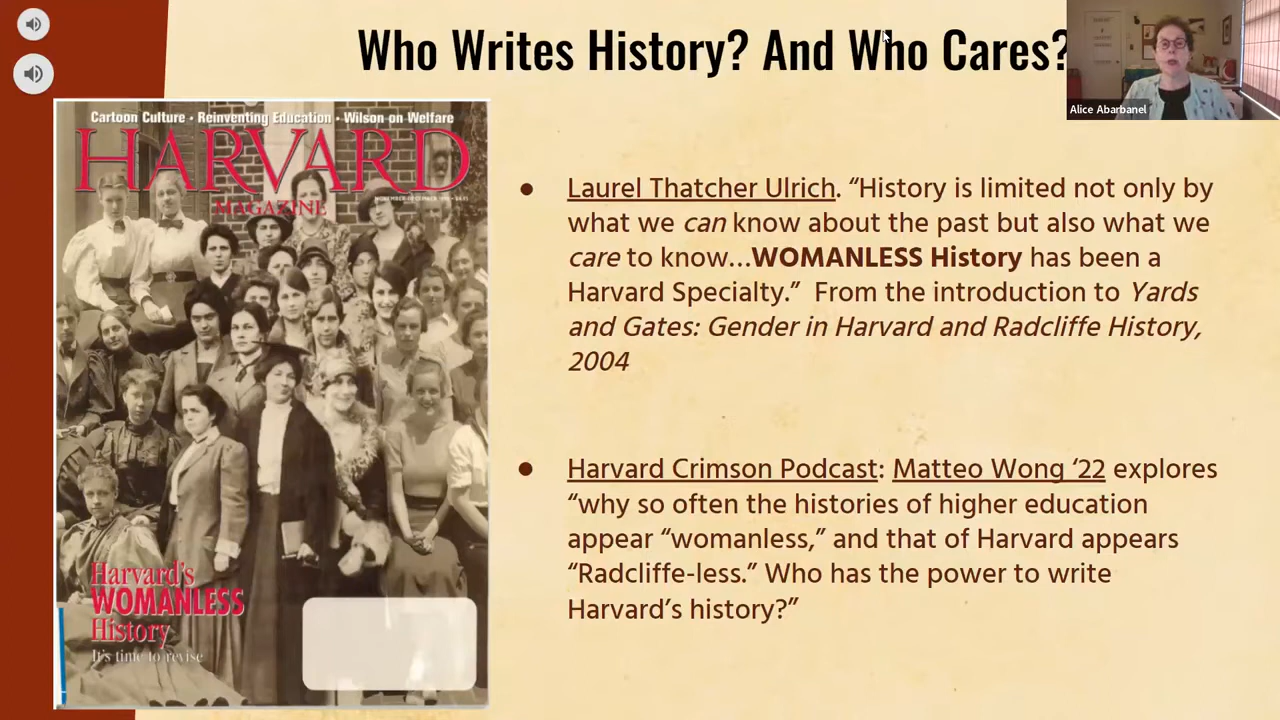 Who Writes History? And Who Cares?
Alice Abarbanel
Cartoon Culture • Reinventing Education • Wilson on Welfare
HARVARD
MAGAZINE
Harvard's
WOMANLESS
History
It's time to revise
● Laurel Thatcher Ulrich. “History is limited not only by
what we can know about the past but also what we
care to know…WOMANLESS History has been a
Harvard Specialty.” From the introduction to Yards
and Gates: Gender in Harvard and Radcliffe History,
2004
● Harvard Crimson Podcast: Matteo Wong ‘22 explores
“why so often the histories of higher education
appear “womanless,” and that of Harvard appears
“Radcliffe-less.” Who has the power to write
Harvard’s history?”